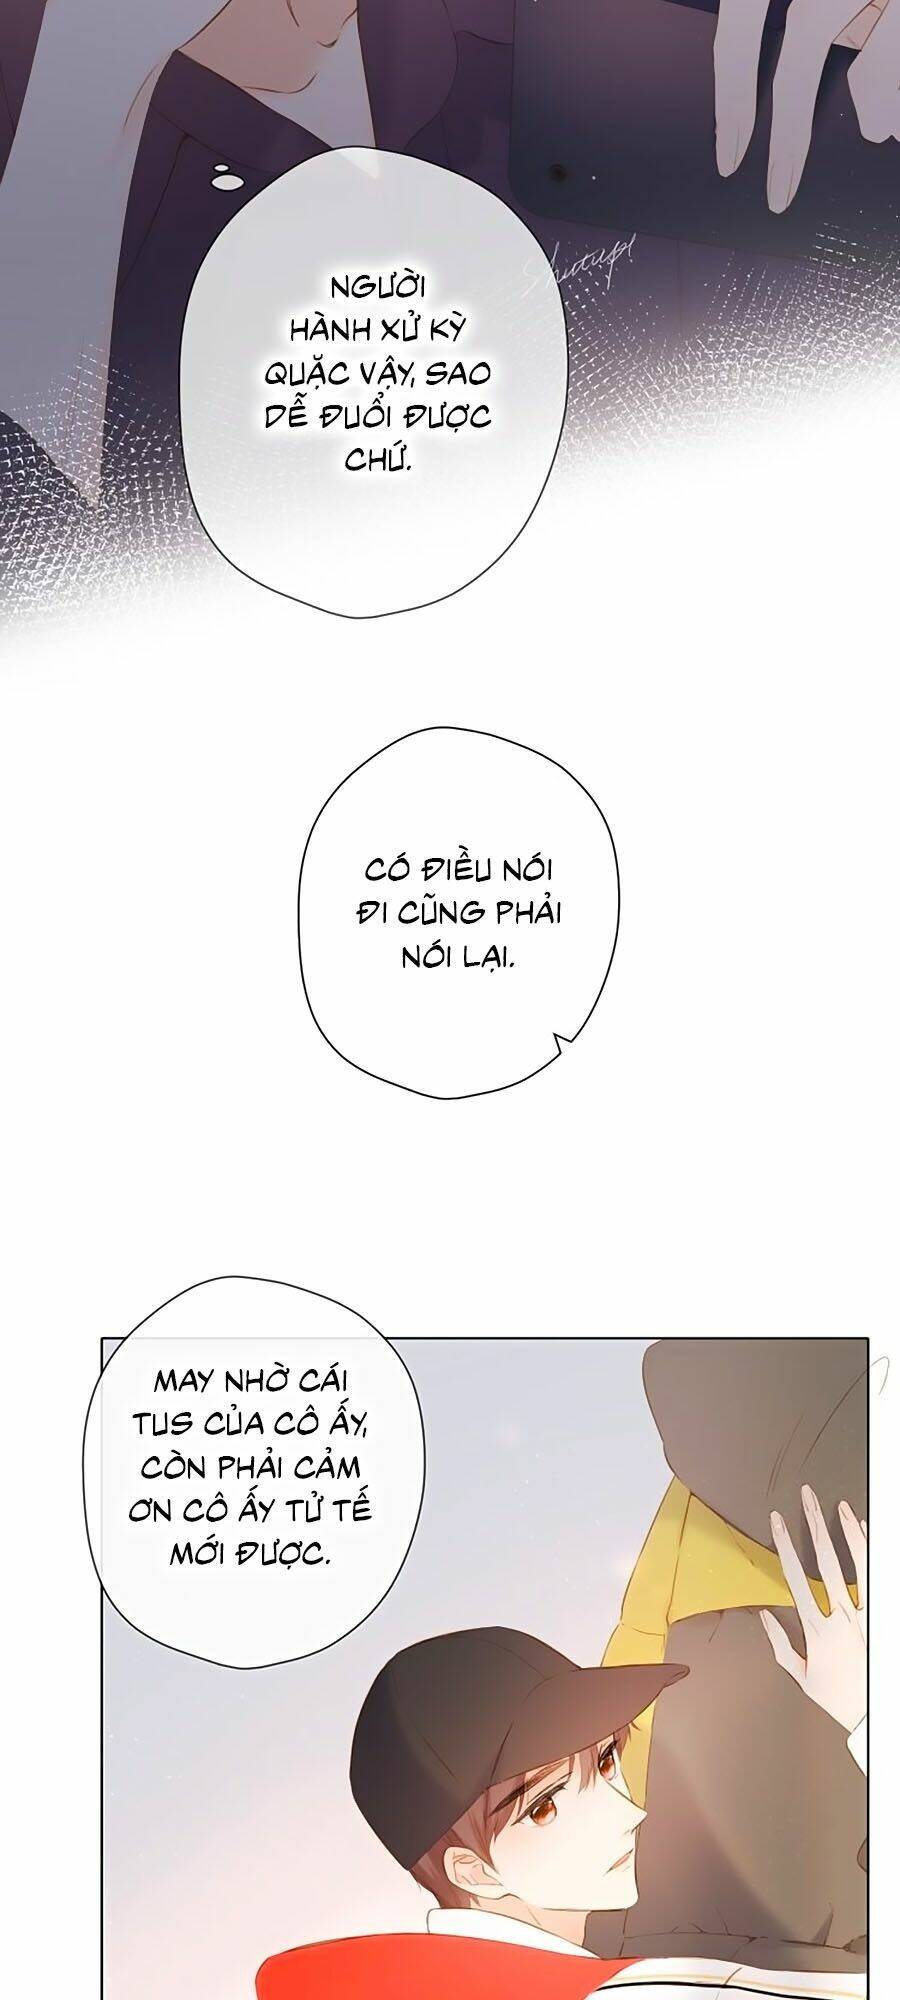 Shutupl
NGƯỜI
HÀNH XỬ KỲ
QUẶC VẬY, SAO
DỄ ĐUỔI ĐƯỢC
CHỨ.
CÓ ĐIỀU NÓI
ĐI CŨNG PHẢI
NÓI LẠI.
MAY NHỜ CÁI
TUS CỦA CÔ ẤY,
CÒN PHẢI CẢM
ƠN CÔ ẤY TỬ TẾ
MỚI ĐƯỢC.